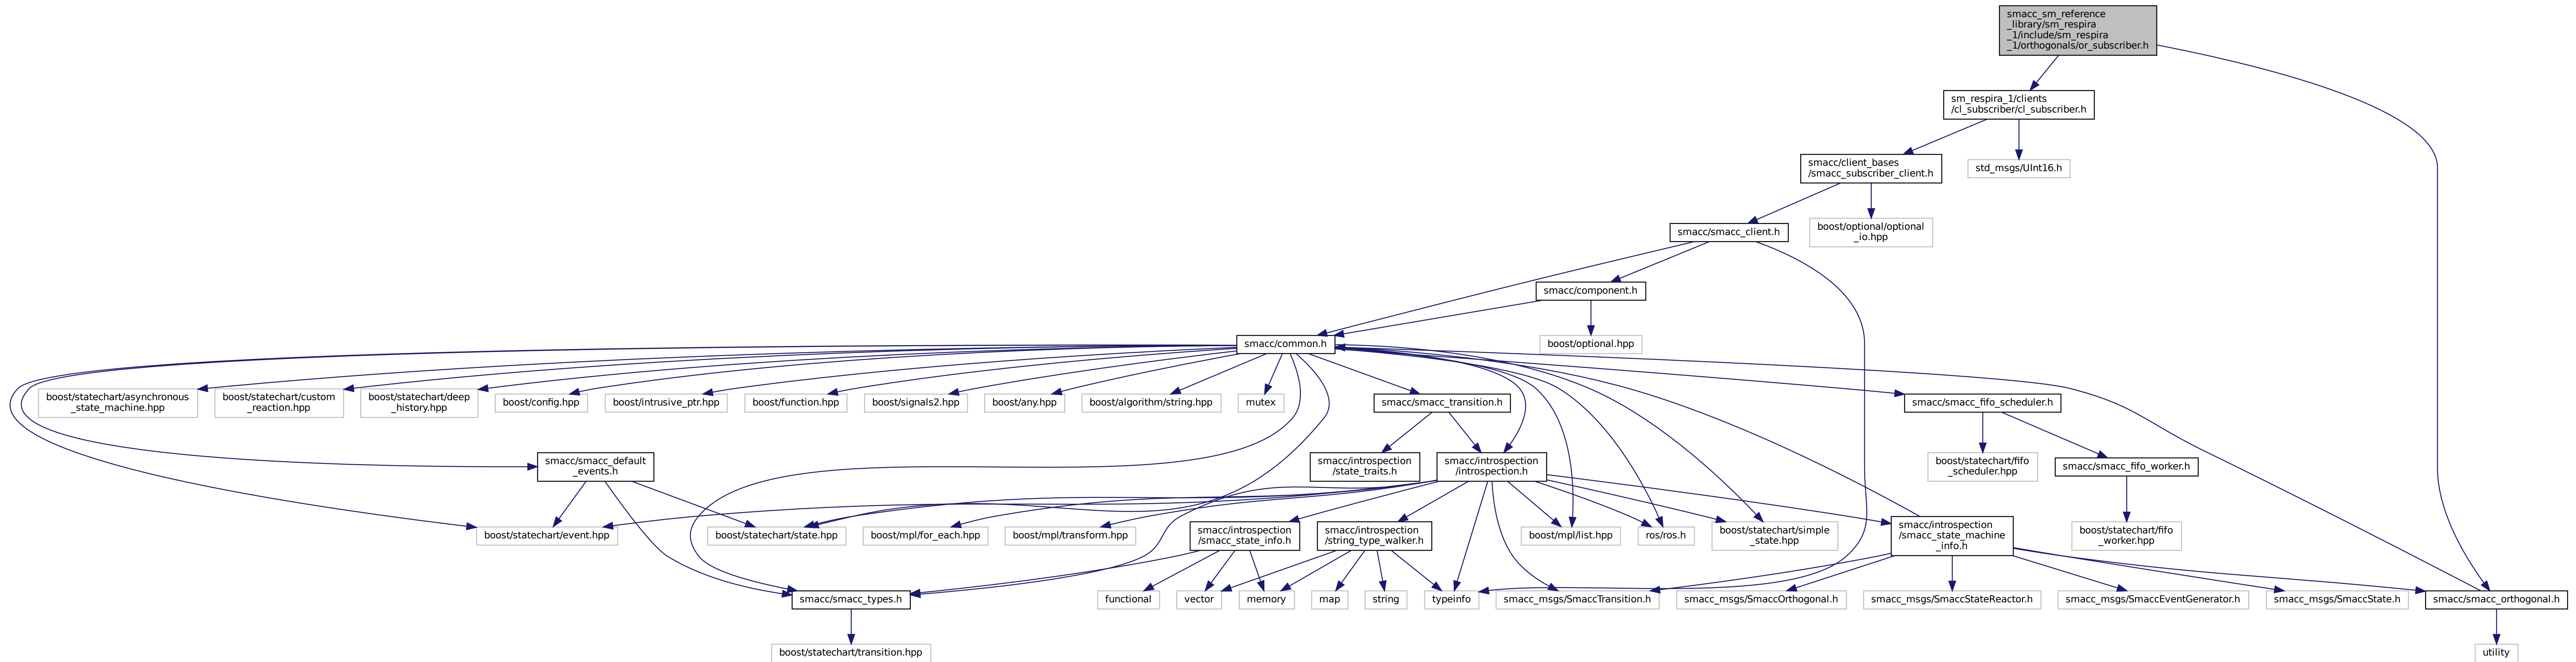 smacc_sm_reference
_library/sm_respira
_1/include/sm_respira
_1/orthogonals/or_subscriber.h
sm_respira_1/clients
/cl_subscriber/cl_subscriber.h
smacc/client_bases
/smacc_subscriber_client.h
std_msgs/UInt16.h
smacc/smacc_client.h
boost/optional/optional
_io.hpp
smacc/component.h
smacc/common.h
boost/optional.hpp
boost/statechart/asynchronous
_state_machine.hpp
boost/statechart/custom
_reaction.hpp
boost/statechart/deep
_history.hpp
boost/config.hpp
boost/intrusive_ptr.hpp
boost/function.hpp
boost/signals2.hpp
boost/any.hpp
boost/algorithm/string.hpp
mutex
smacc/smacc_transition.h
smacc/smacc_fifo_scheduler.h
smacc/smacc_default
_events.h
smacc/introspection
/state_traits.h
smacc/introspection
/introspection.h
boost/statechart/fifo
_scheduler.hpp
smacc/smacc_fifo_worker.h
boost/statechart/event.hpp
boost/statechart/state.hpp
boost/mpl/for_each.hpp
boost/mpl/transform.hpp
smacc/introspection
/smacc_state_info.h
smacc/introspection
/string_type_walker.h
boost/mpl/list.hpp
ros/ros.h
boost/statechart/simple
_state.hpp
smacc/introspection
/smacc_state_machine
_info.h
boost/statechart/fifo
_worker.hpp
smacc/smacc_types.h
functional
vector
memory
map
string
typeinfo
smacc_msgs/SmaccTransition.h
smacc_msgs/SmaccOrthogonal.h
smacc_msgs/SmaccStateReactor.h
smacc_msgs/SmaccEventGenerator.h
smacc_msgs/SmaccState.h
smacc/smacc_orthogonal.h
boost/statechart/transition.hpp
utility